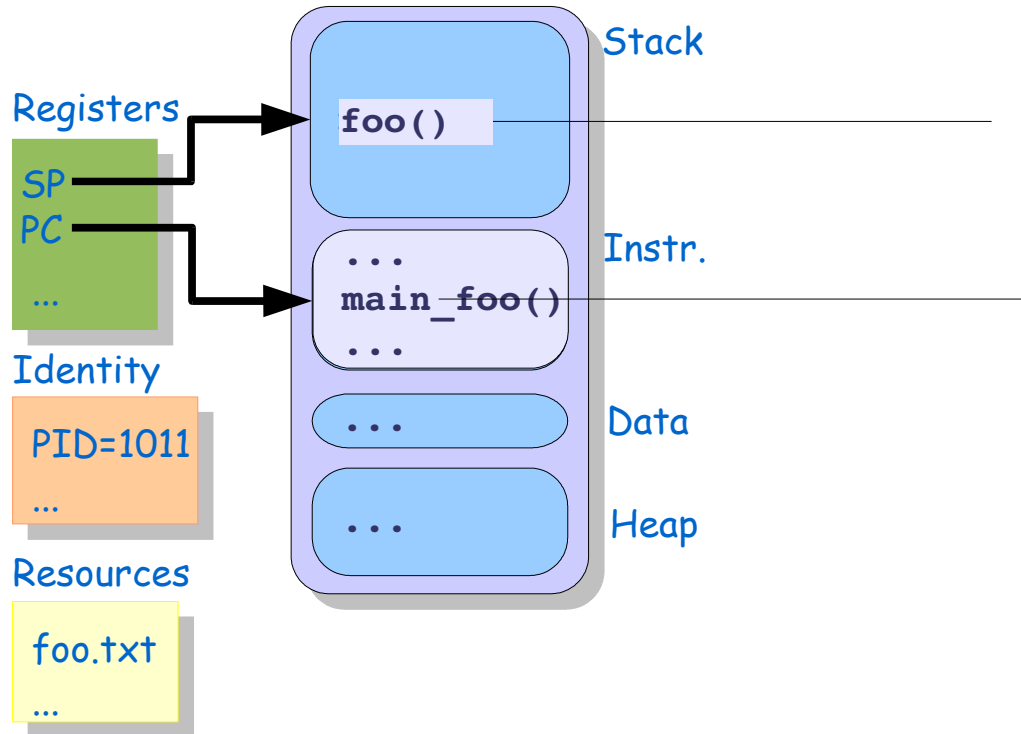 Registers
SP
PC
...
Identity
PID=1011
...
Resources
foo.txt
...
Stack
foo()
Instr.
...
main_foo()
...
Data
...
Heap
...